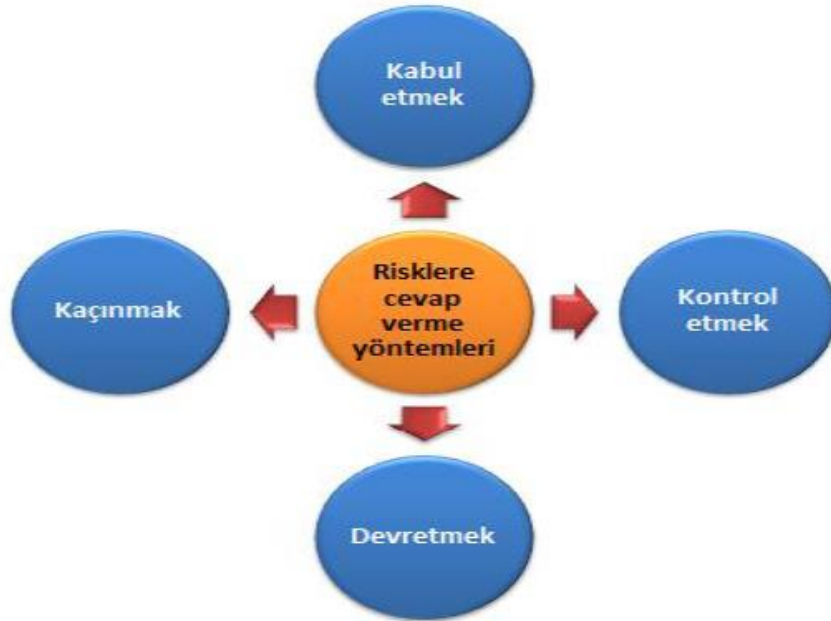 Kabul
etmek
Kaçınmak
Risklere
cevap
verme
yöntemleri
Kontrol
etmek
Devretmek